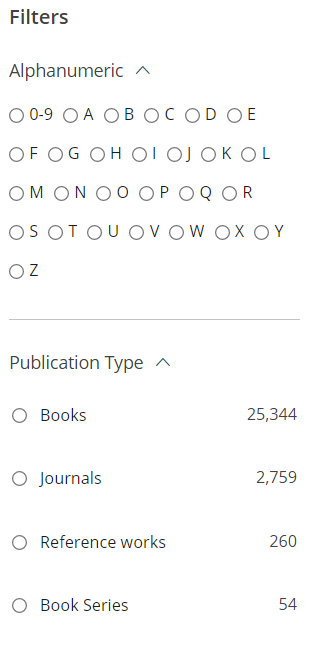 Filters
Alphanumeric
0-9 A B C D E
F G H I J K L
M N O P Q R
S T U V W X Y
Z
Publication Type
Books 25,344
Journals 2,759
Reference works 260
Book Series 54